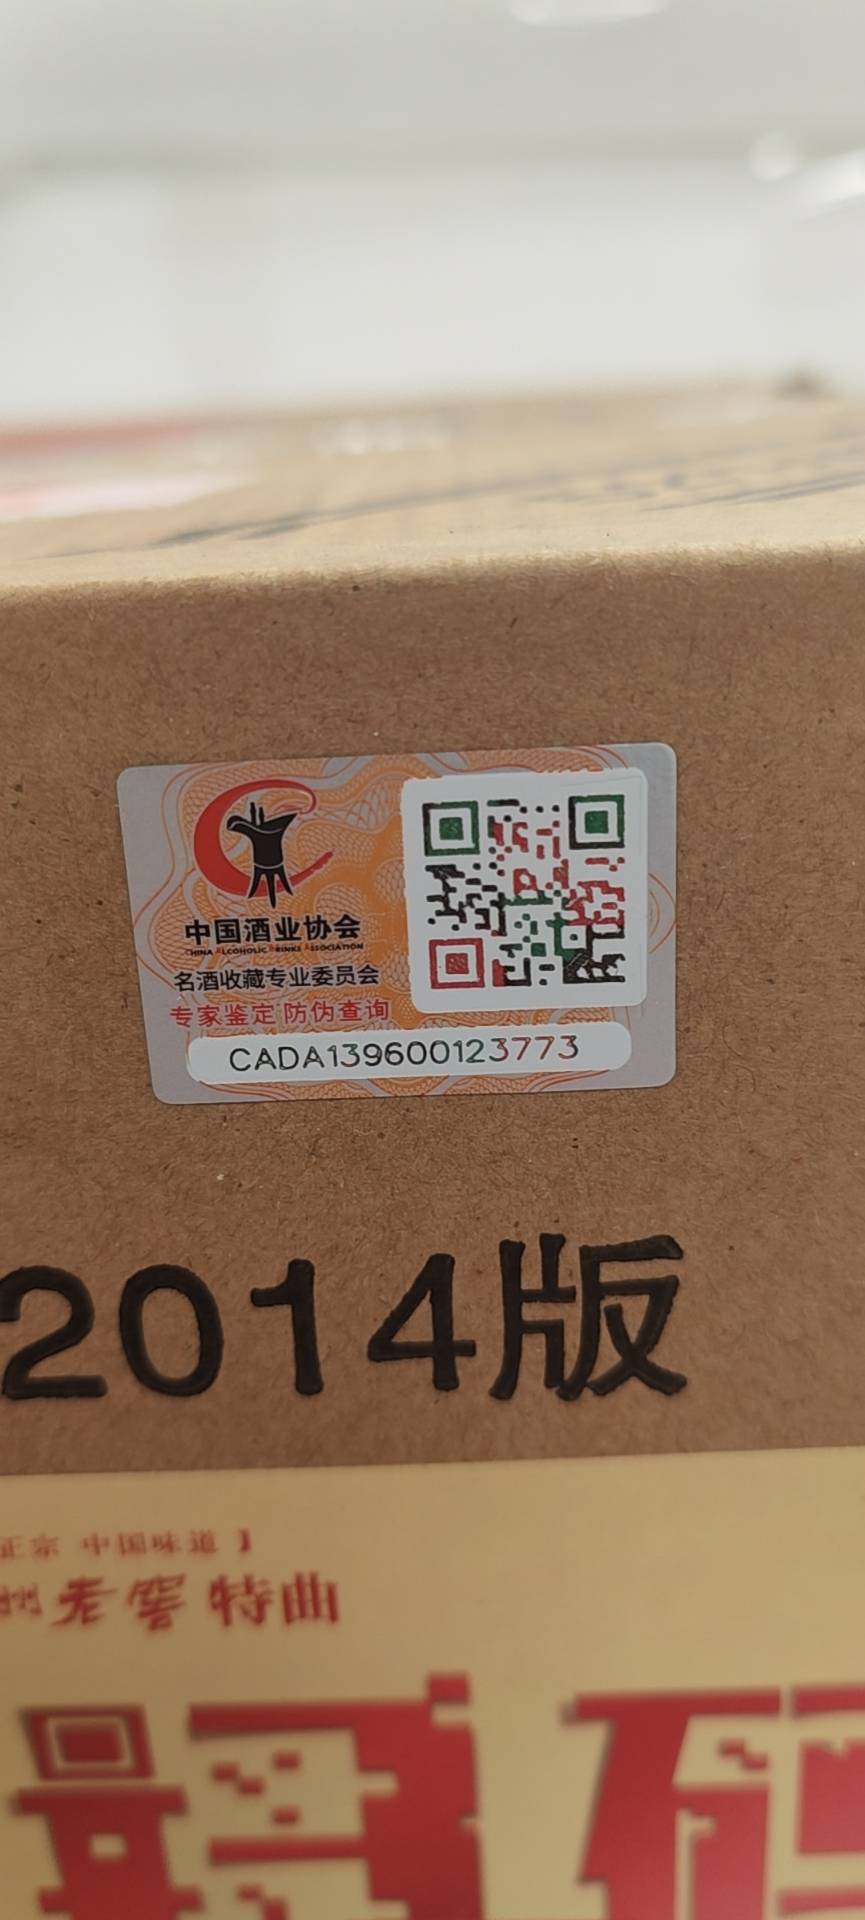 中国酒业协会
CHINA ALCOHOLIC DRINKS ASSOCIATION
名酒收藏专业委员会
专家鉴定 防伪查询
CADA139600123773
2014版
正宗 中国味道】
州老窖特曲
码